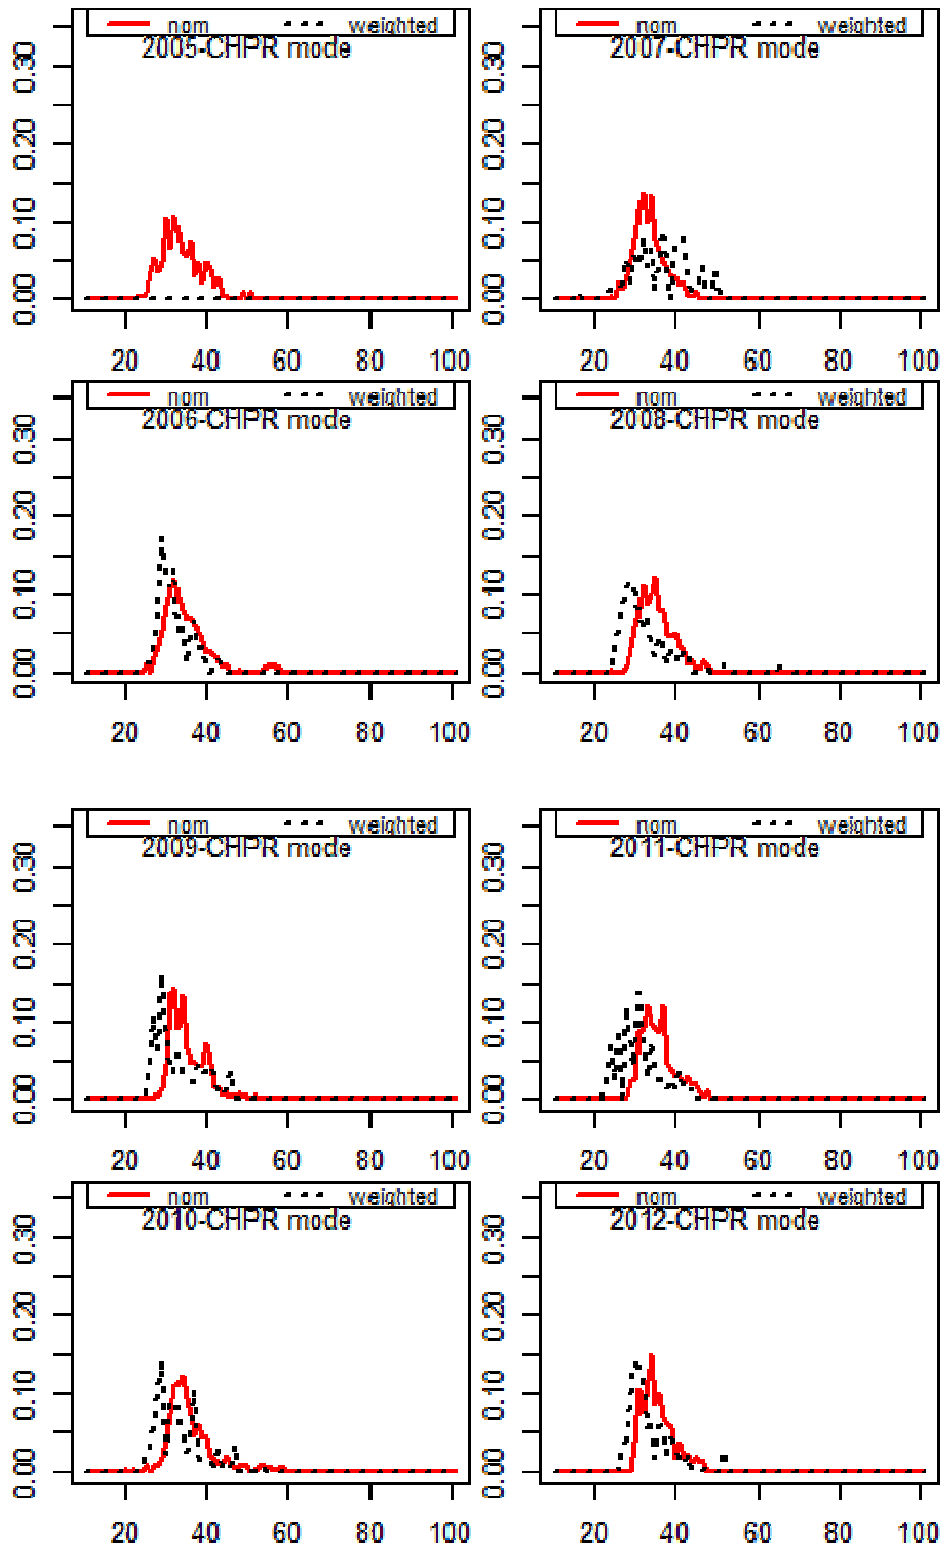 nom weighted
2005-CHPR mode
0.00 0.10 0.20 0.30
20 40 60 80 100
nom weighted
2007-CHPR mode
0.00 0.10 0.20 0.30
20 40 60 80 100
nom weighted
2006-CHPR mode
0.00 0.10 0.20 0.30
20 40 60 80 100
nom weighted
2008-CHPR mode
0.00 0.10 0.20 0.30
20 40 60 80 100
nom weighted
2009-CHPR mode
0.00 0.10 0.20 0.30
20 40 60 80 100
nom weighted
2011-CHPR mode
0.00 0.10 0.20 0.30
20 40 60 80 100
nom weighted
2010-CHPR mode
0.00 0.10 0.20 0.30
20 40 60 80 100
nom weighted
2012-CHPR mode
0.00 0.10 0.20 0.30
20 40 60 80 100